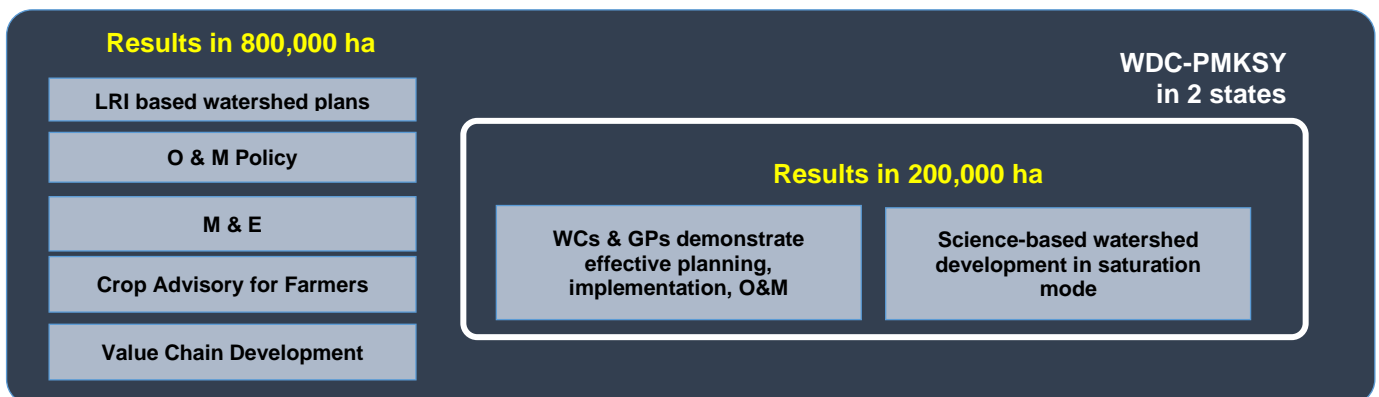 Results in 800,000 ha
LRI based watershed plans
O & M Policy
M & E
Crop Advisory for Farmers
Value Chain Development
WDC-PMKSY
in 2 states
Results in 200,000 ha
WCs & GPs demonstrate
effective planning,
implementation, O&M
Science-based watershed
development in saturation
mode